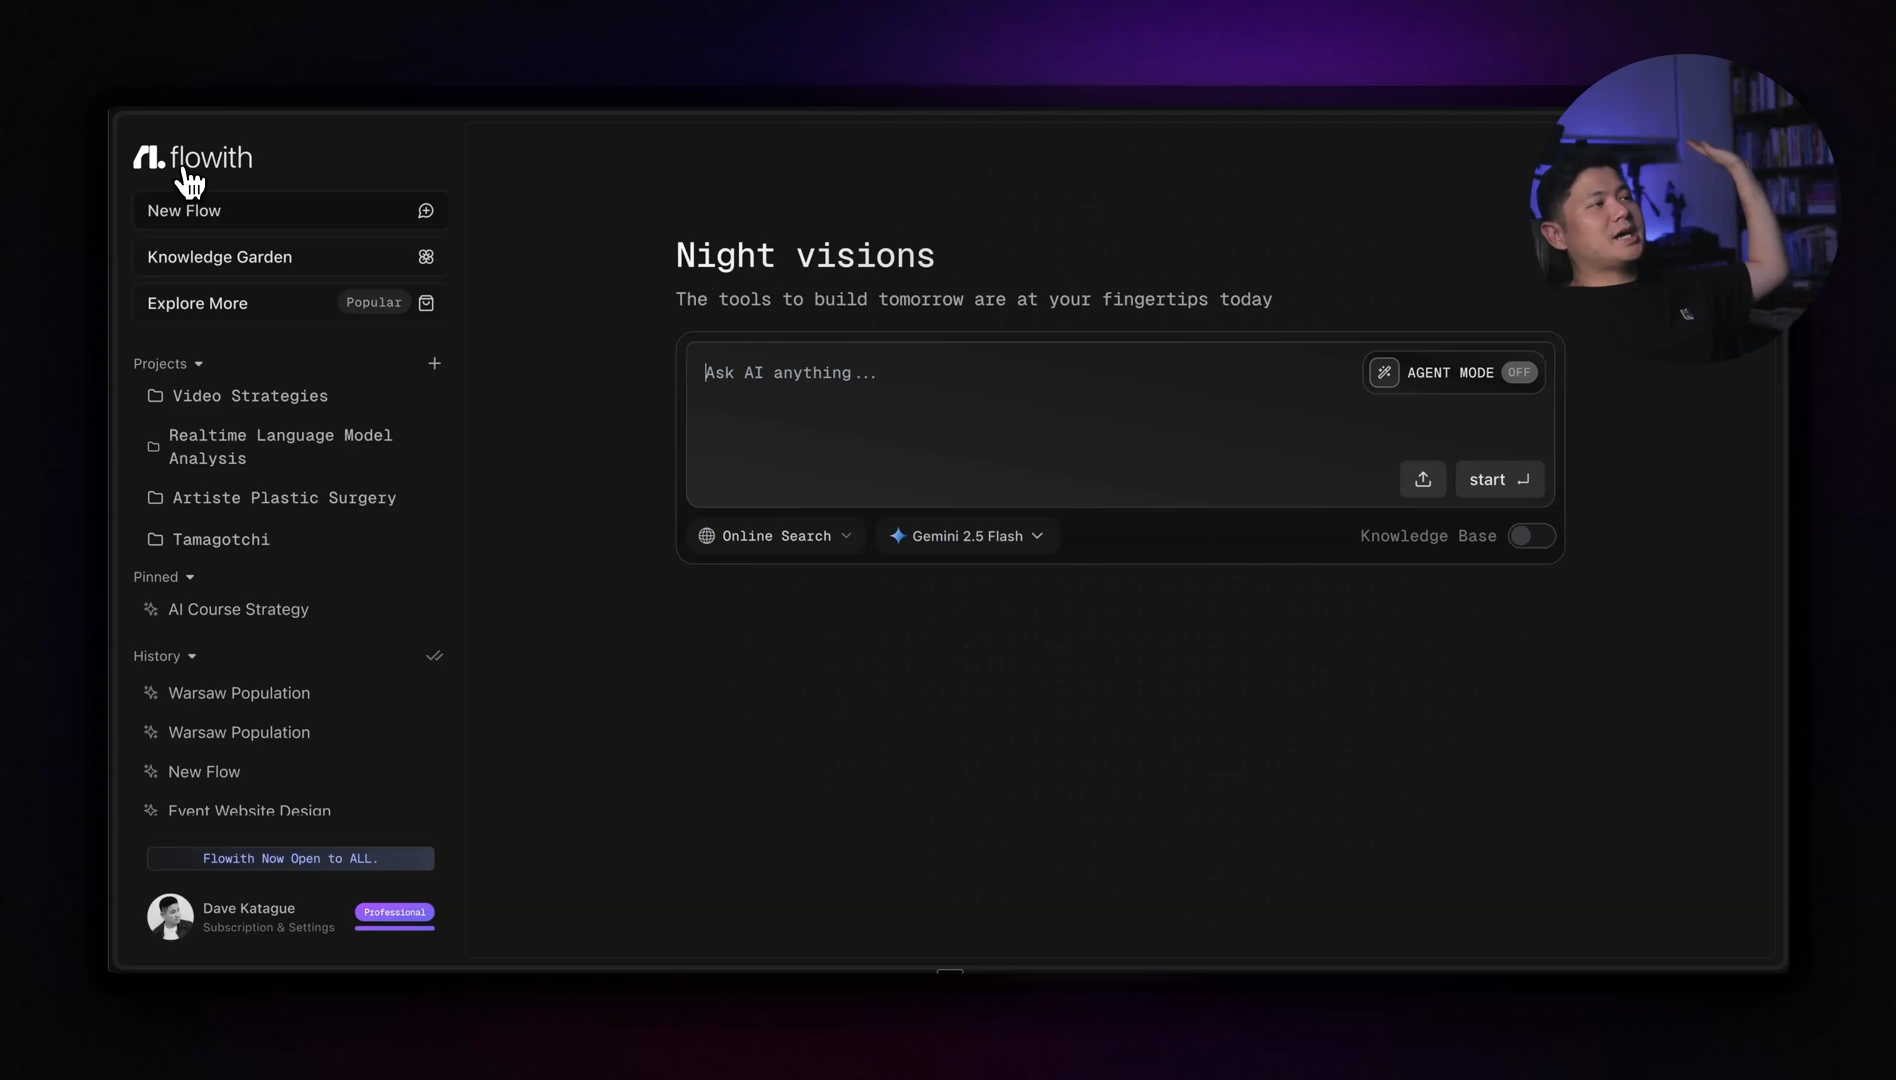 flowith
New Flow
Knowledge Garden
Explore More Popular
Projects
Video Strategies
Realtime Language Model
Analysis
Artiste Plastic Surgery
Tamagotchi
Pinned
AI Course Strategy
History
Warsaw Population
Warsaw Population
New Flow
Event Website Design
Flowith Now Open to ALL.
Dave Katague
Subscription & Settings
Professional
Night visions
The tools to build tomorrow are at your fingertips today
Ask AI anything...
AGENT MODE OFF
start
Online Search
Gemini 2.5 Flash
Knowledge Base